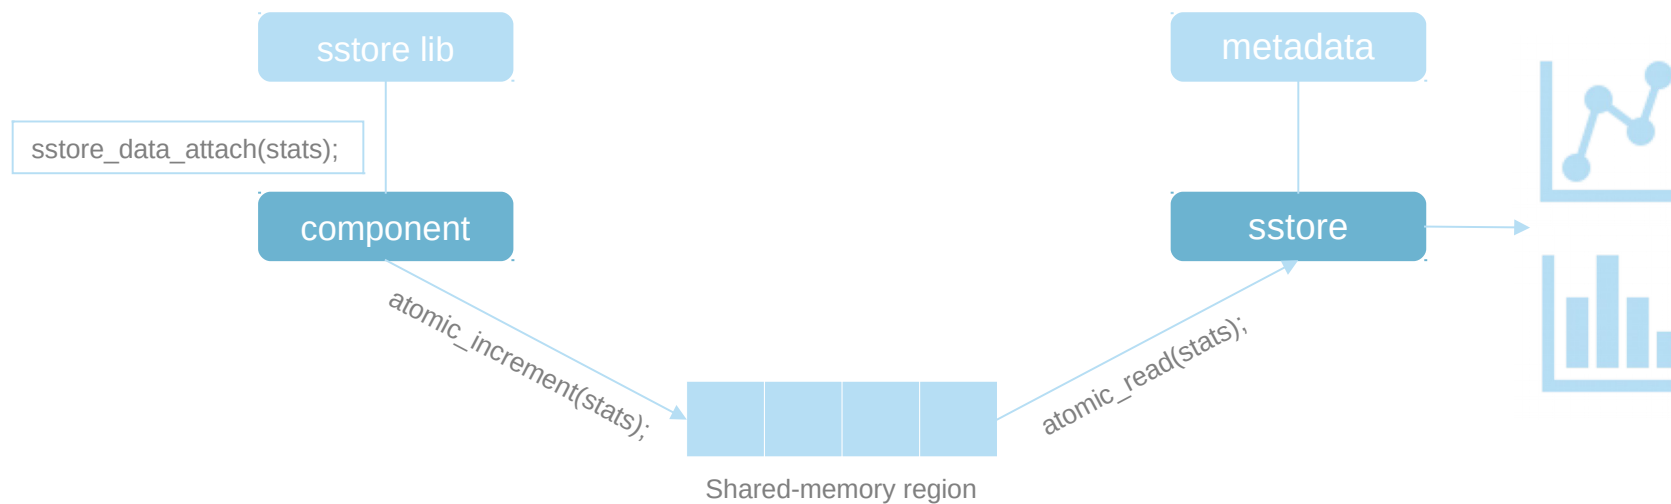 sstore lib
metadata
sstore_data_attach(stats);
component
sstore
atomic_increment(stats);
atomic_read(stats);
Shared-memory region